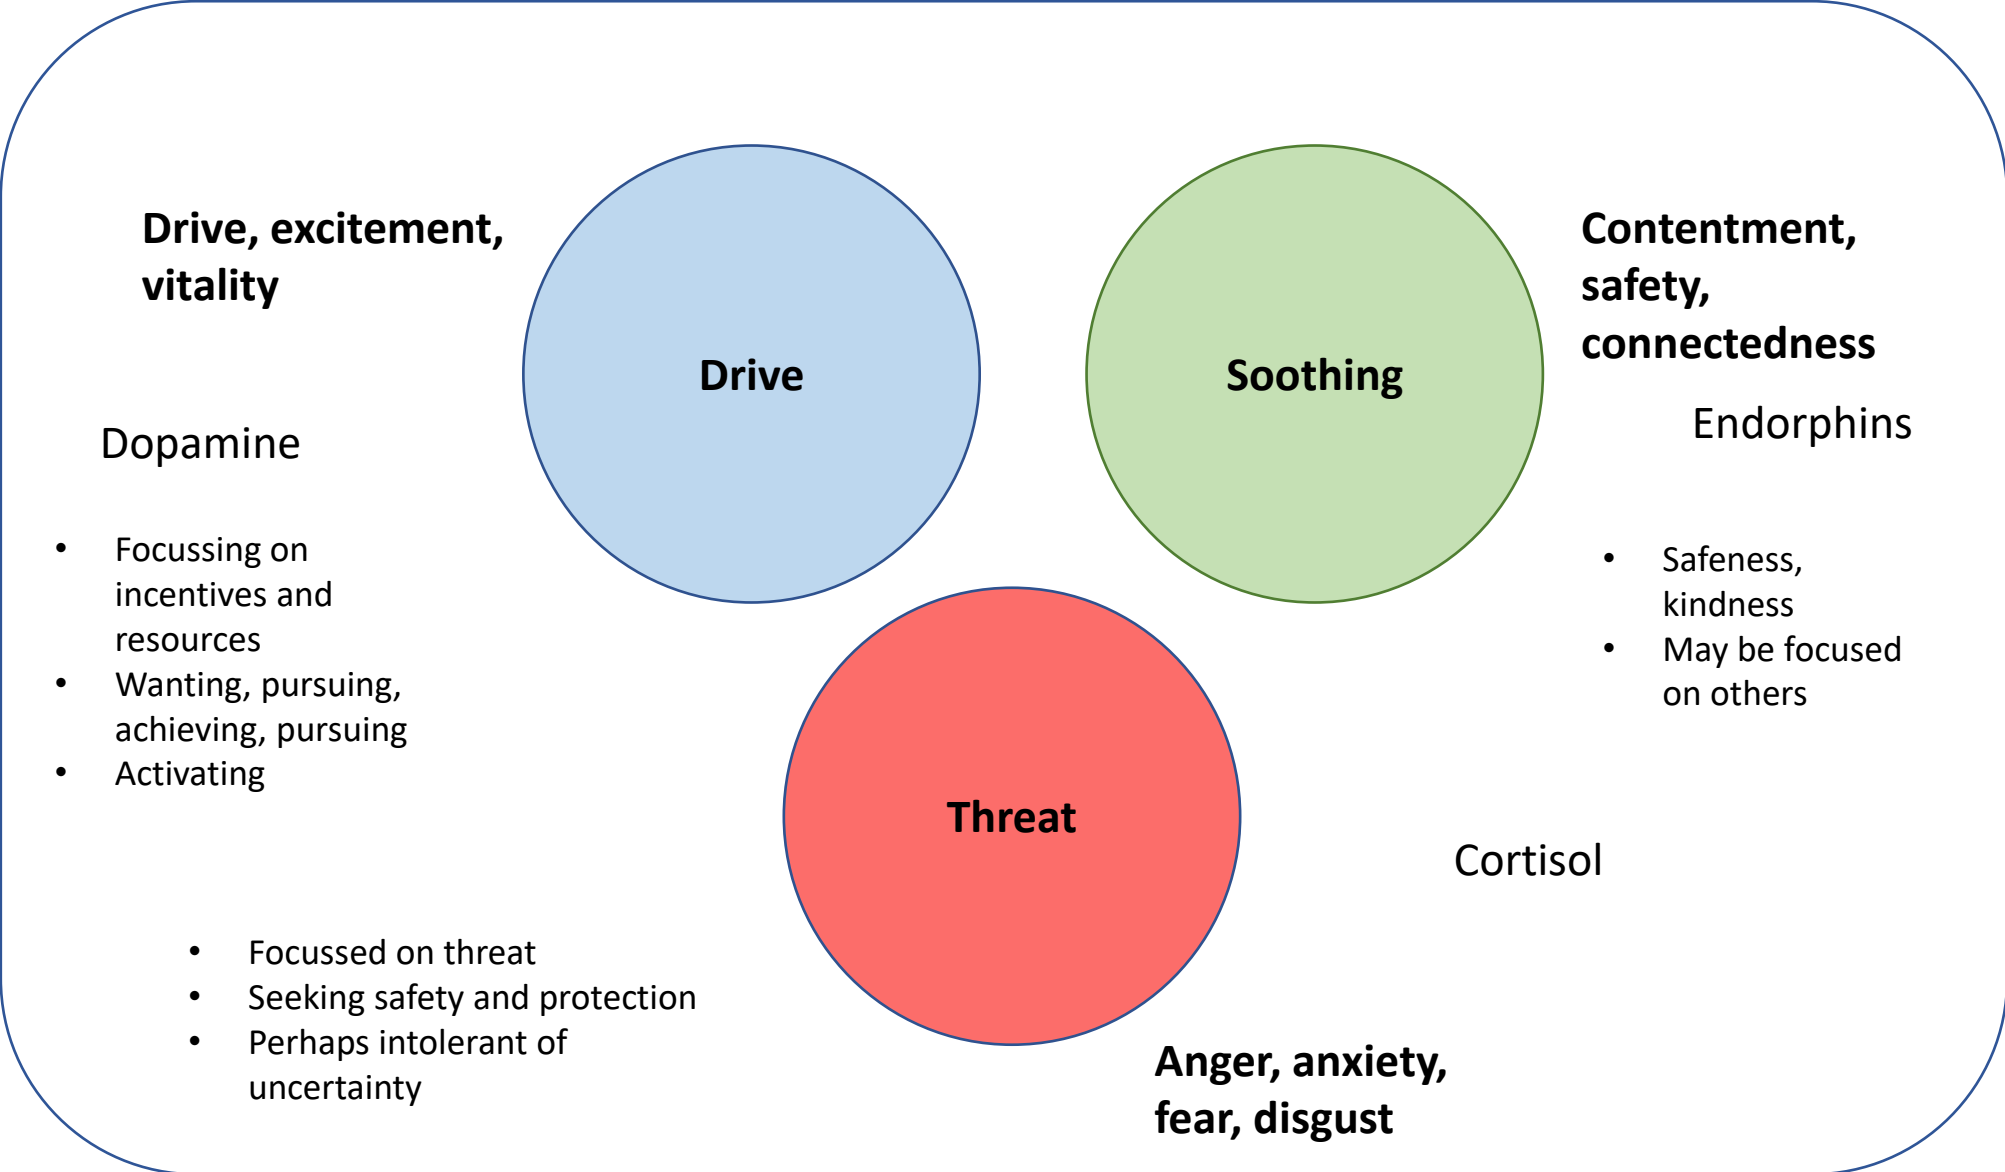 Drive, excitement,
vitality
Drive
Soothing
Contentment,
safety,
connectedness
Dopamine
Endorphins
• Focussing on
incentives and
resources
• Wanting, pursuing,
achieving, pursuing
• Activating
• Safeness,
kindness
• May be focused
on others
Threat
Cortisol
• Focussed on threat
• Seeking safety and protection
• Perhaps intolerant of
uncertainty
Anger, anxiety,
fear, disgust